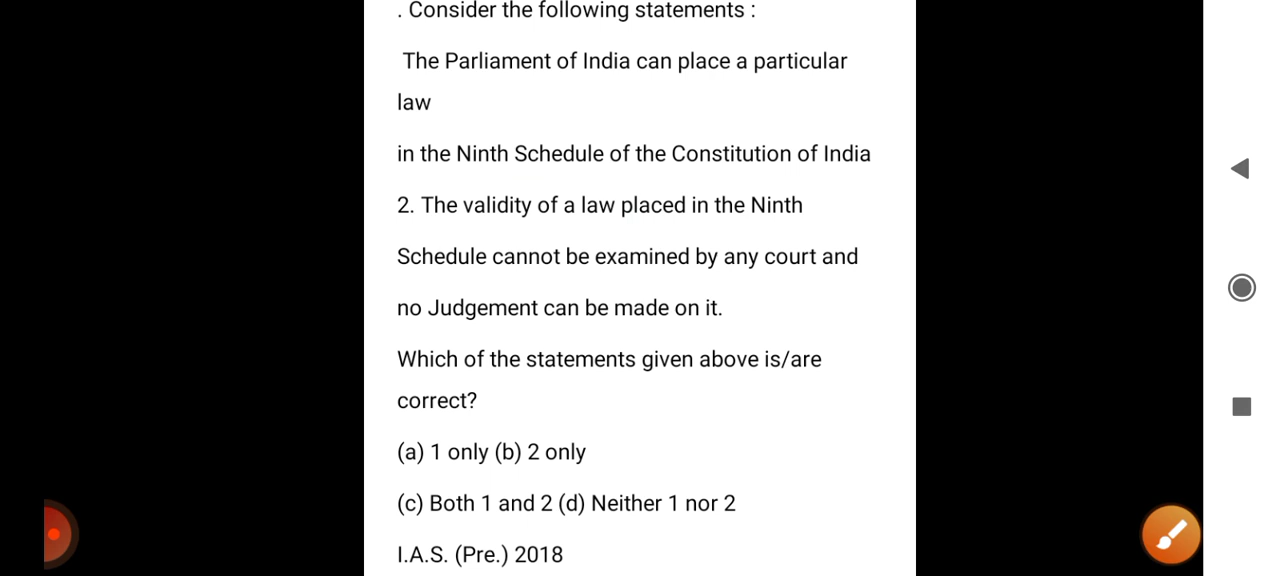 . Consider the following statements :
The Parliament of India can place a particular
law
in the Ninth Schedule of the Constitution of India
2. The validity of a law placed in the Ninth
Schedule cannot be examined by any court and
no Judgement can be made on it.
Which of the statements given above is/are
correct?
(a) 1 only (b) 2 only
(c) Both 1 and 2 (d) Neither 1 nor 2
I.A.S. (Pre.) 2018